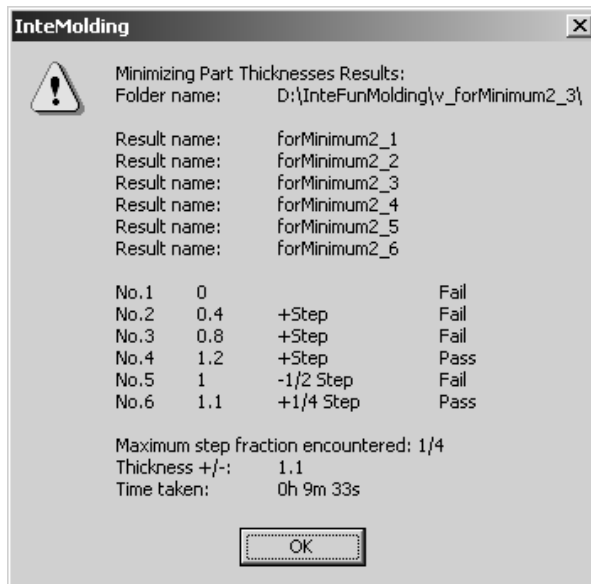 InteMolding
Minimizing Part Thicknesses Results:
Folder name: D:\InteFunMolding\v_forMinimum2_3\
Result name: forMinimum2_1
Result name: forMinimum2_2
Result name: forMinimum2_3
Result name: forMinimum2_4
Result name: forMinimum2_5
Result name: forMinimum2_6
No.1 0 Fail
No.2 0.4 +Step Fail
No.3 0.8 +Step Fail
No.4 1.2 +Step Pass
No.5 1 -1/2 Step Fail
No.6 1.1 +1/4 Step Pass
Maximum step fraction encountered: 1/4
Thickness +/-: 1.1
Time taken: 0h 9m 33s
OK